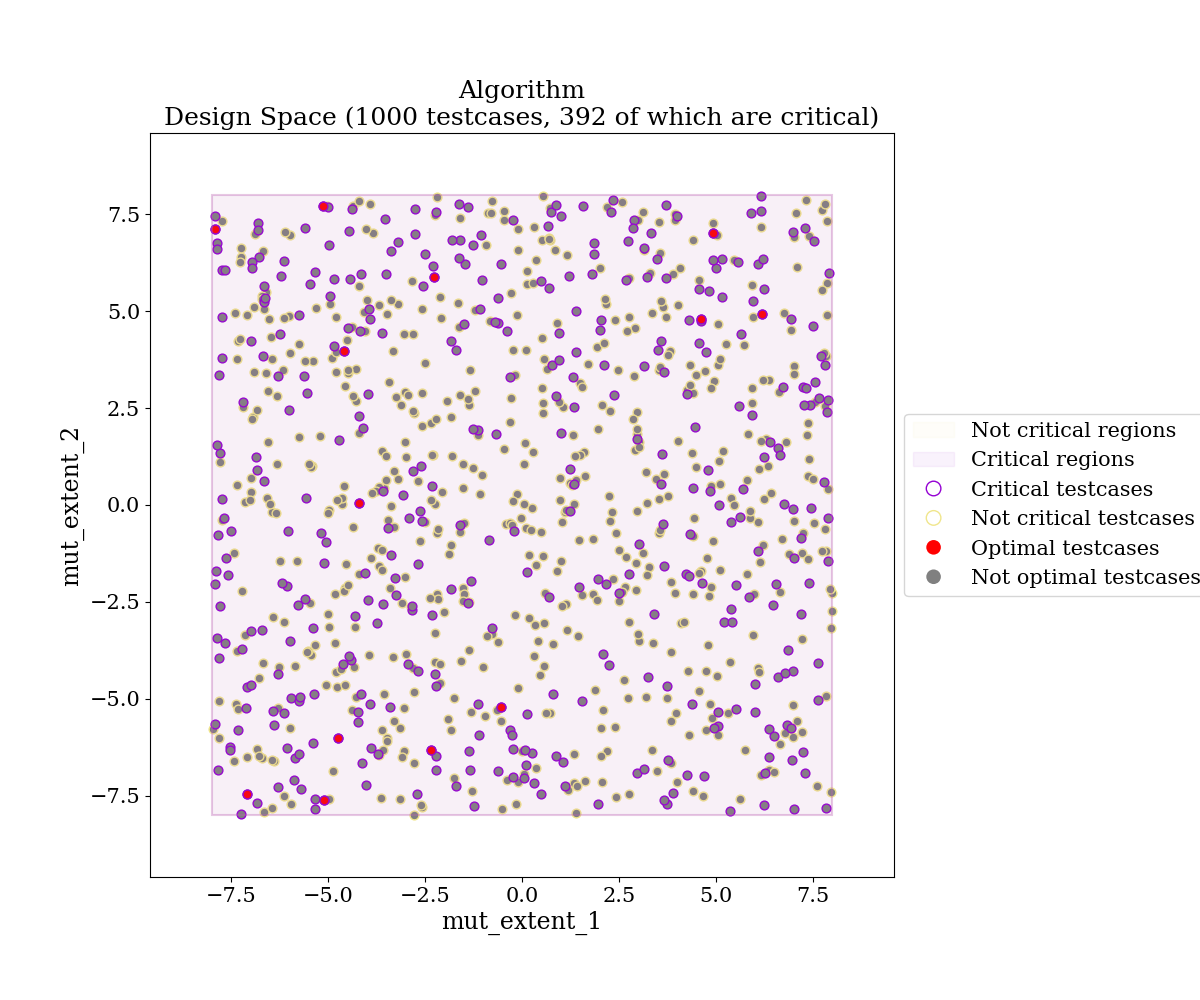 Algorithm
Design Space (1000 testcases, 392 of which are critical)
7.5
5.0
2.5
0.0
−2.5
−5.0
−7.5
mut_extent_2
−7.5 −5.0 −2.5 0.0 2.5 5.0 7.5
mut_extent_1
Not critical regions
Critical regions
Critical testcases
Not critical testcases
Optimal testcases
Not optimal testcases